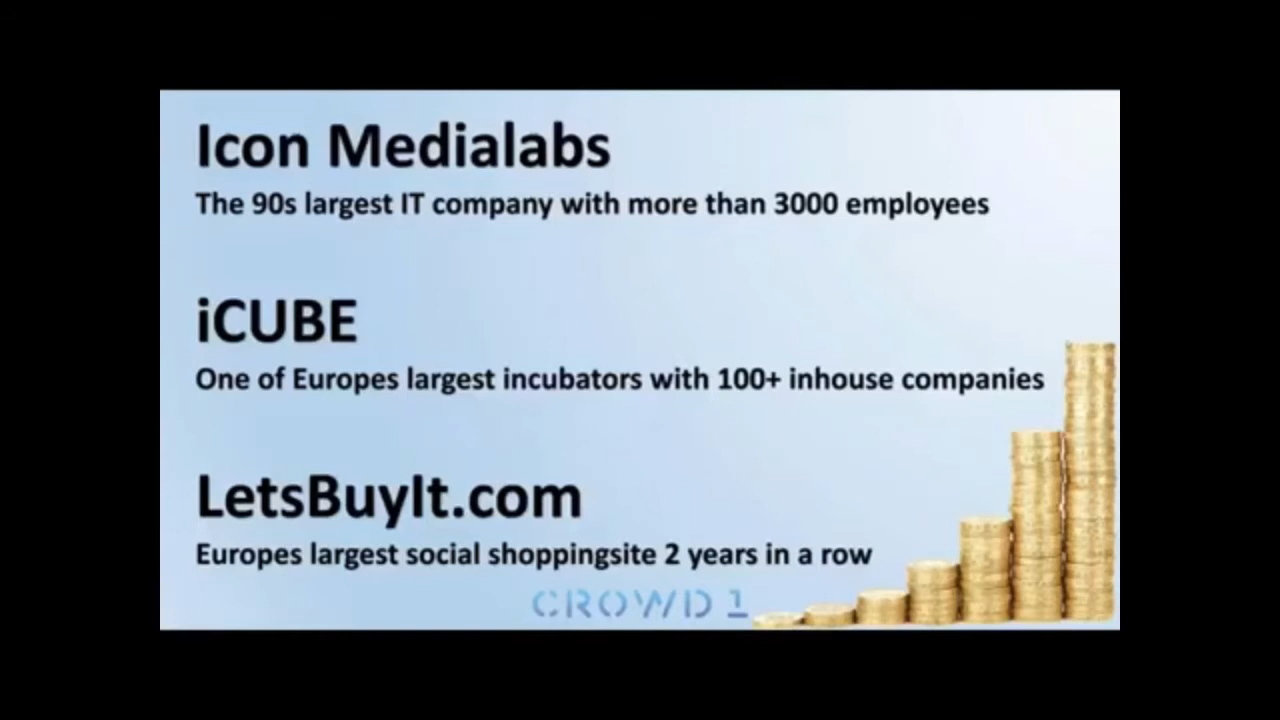 Icon Medialabs
The 90s largest IT company with more than 3000 employees
iCUBE
One of Europes largest incubators with 100+ inhouse companies
LetsBuyIt.com
Europes largest social shoppingsite 2 years in a row
CROWD 1